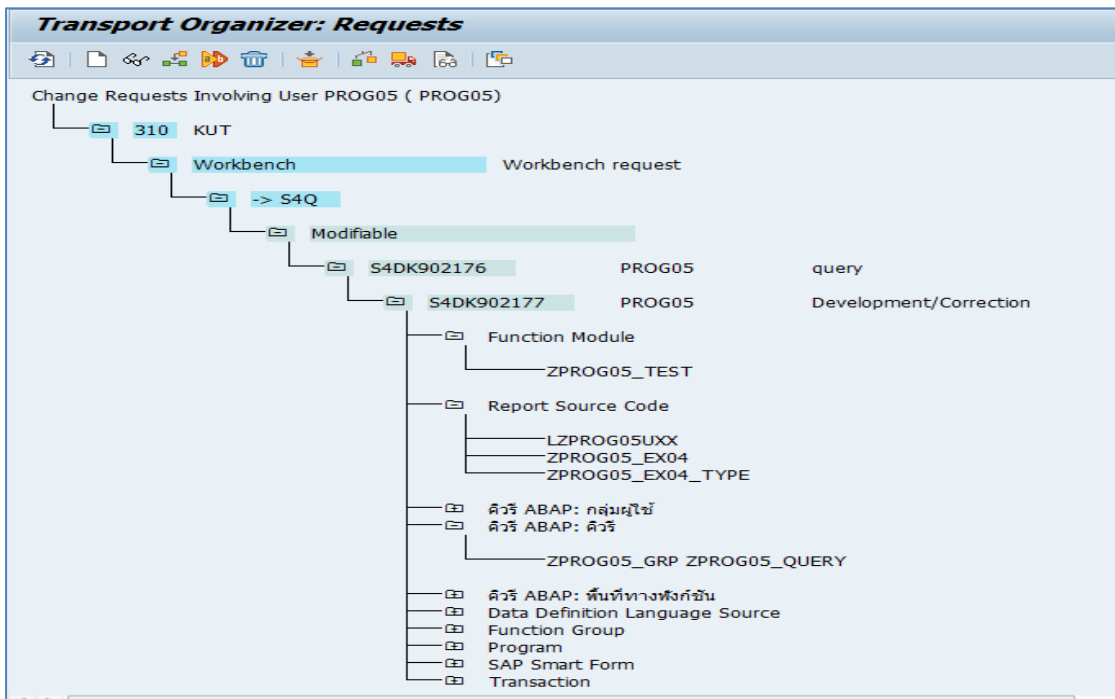 Transport Organizer: Requests
Change Requests Involving User PROG05 ( PROG05)
310 KUT
Workbench Workbench request
-> S4Q
Modifiable
S4DK902176 PROG05 query
S4DK902177 PROG05 Development/Correction
Function Module
ZPROG05_TEST
Report Source Code
LZPROG05UXX
ZPROG05_EX04
ZPROG05_EX04_TYPE
คิวรี ABAP: กลุ่มผู้ใช้
คิวรี ABAP: คิวรี
ZPROG05_GRP ZPROG05_QUERY
คิวรี ABAP: พื้นที่ทางฟังก์ชัน
Data Definition Language Source
Function Group
Program
SAP Smart Form
Transaction